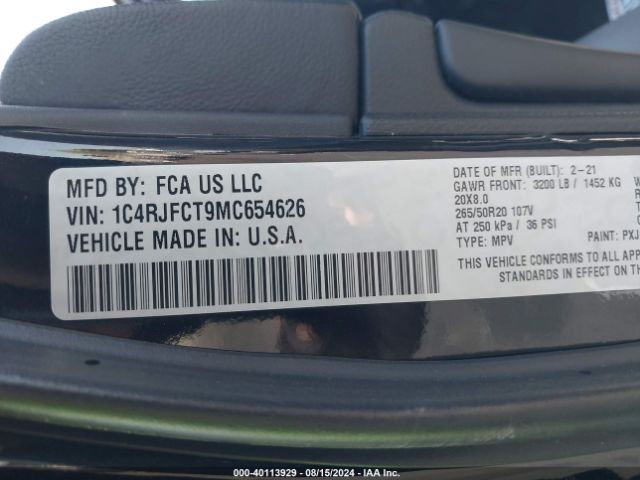 MFD BY: FCA US LLC
VIN: 1C4RJFCT9MC654626
VEHICLE MADE IN: U.S.A.
DATE OF MFR (BUILT): 2-21
GAWR FRONT: 3200 LB / 1452 KG
20X8.0
265/50R20 107V
AT 250 kPa / 36 PSI
TYPE: MPV PAINT: PXJ
THIS VEHICLE CONFORMS TO ALL APP
STANDARDS IN EFFECT ON THE
000-40113929 - 08/15/2024 - IAA Inc.